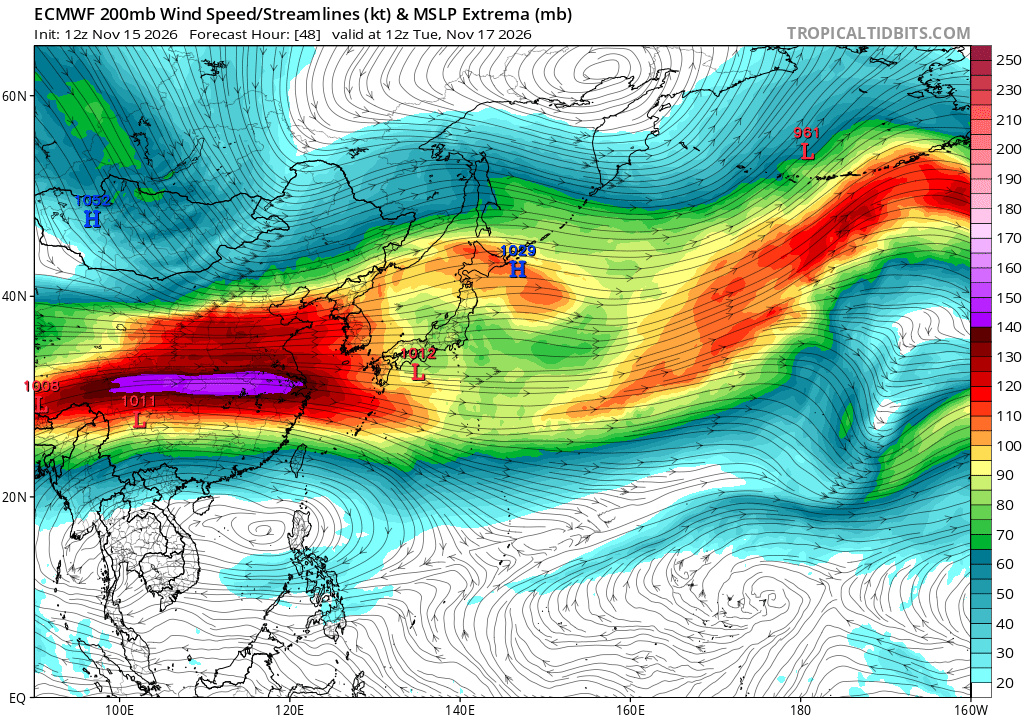 ECMWF 200mb Wind Speed/Streamlines (kt) & MSLP Extrema (mb)
Init: 12z Nov 15 2026 Forecast Hour: [48] valid at 12z Tue, Nov 17 2026
TROPICALTIDBITS.COM
60N
40N
20N
EQ
100E
120E
140E
160E
180
160W
1052
H
1029
H
961
L
1012
L
1008
L
1011
L
250
230
210
200
190
180
170
160
150
140
130
120
110
100
90
80
70
60
50
40
30
20